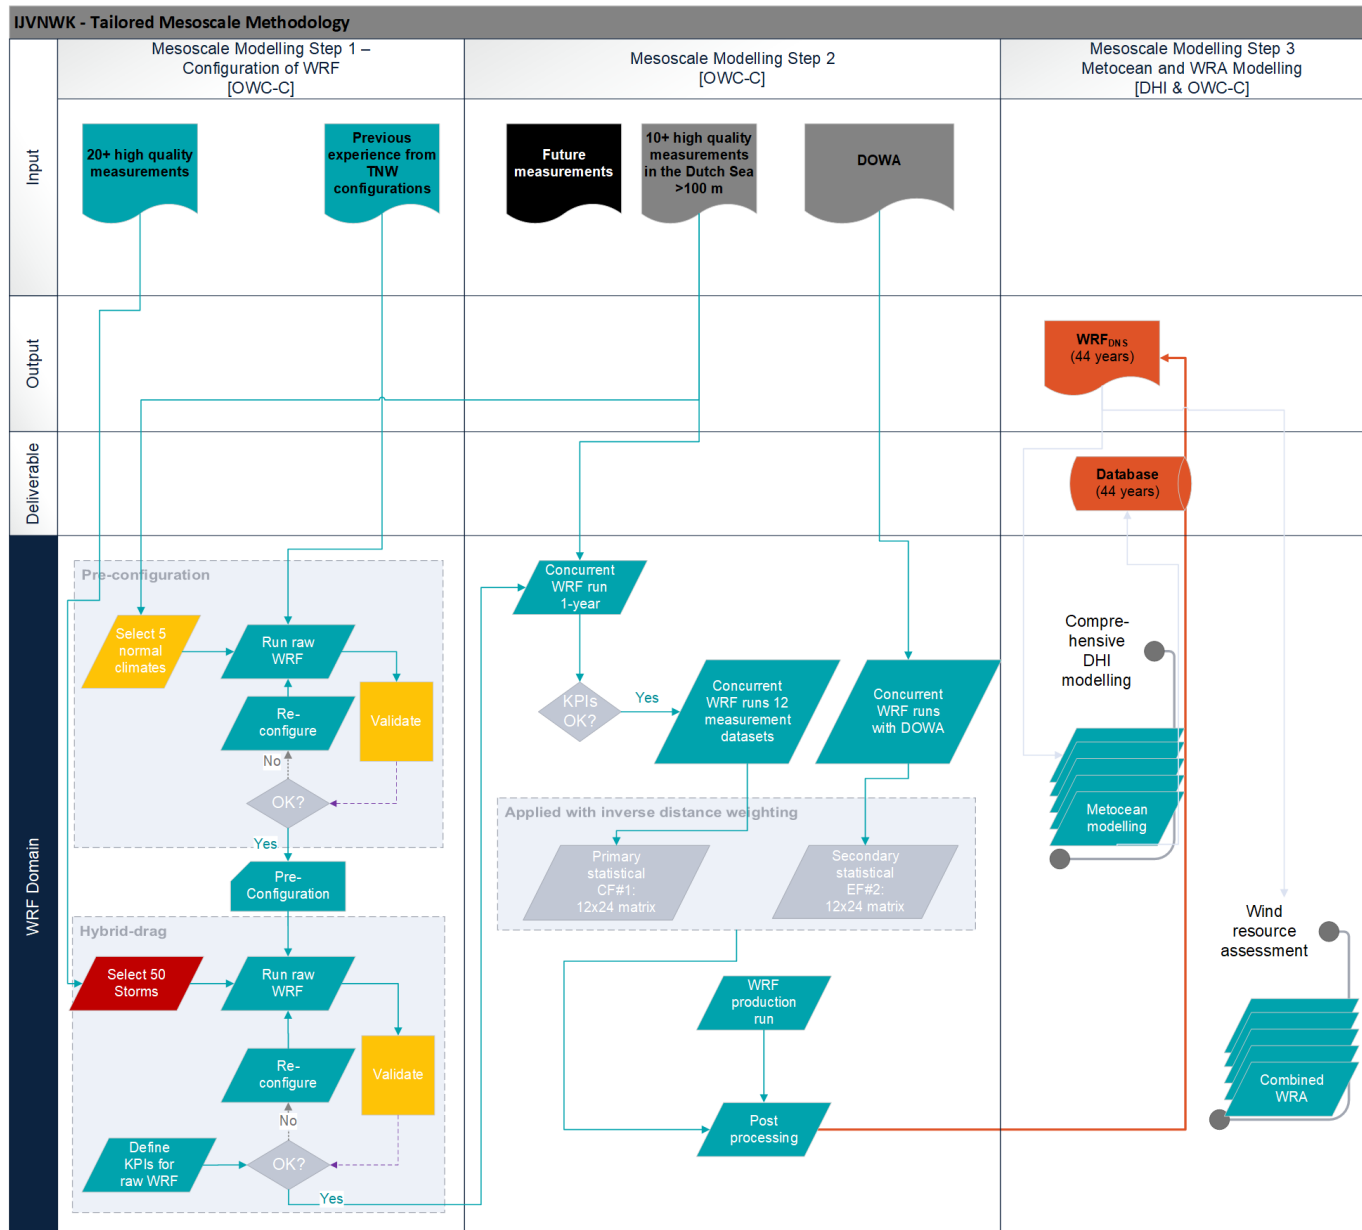 IJVNWK - Tailored Mesoscale Methodology
Mesoscale Modelling Step 1 –
Configuration of WRF
[OWC-C]
Mesoscale Modelling Step 2
[OWC-C]
Mesoscale Modelling Step 3
Metocean and WRA Modelling
[DHI & OWC-C]
Input
20+ high quality
measurements
Previous
experience from
TNW
configurations
Future
measurements
10+ high quality
measurements
in the Dutch Sea
>100 m
DOWA
Output
WRF_DNS
(44 years)
Deliverable
Database
(44 years)
WRF Domain
Pre-configuration
Select 5
normal
climates
Run raw
WRF
Re-
configure
Validate
No
OK?
Yes
Pre-
Configuration
Hybrid-drag
Select 50
Storms
Run raw
WRF
Re-
configure
Validate
No
Define
KPIs for
raw WRF
OK?
Yes
Concurrent
WRF run
1-year
KPIs
OK?
Yes
Concurrent
WRF runs 12
measurement
datasets
Concurrent
WRF runs
with DOWA
Applied with inverse distance weighting
Primary
statistical
CF#1:
12x24 matrix
Secondary
statistical
EF#2:
12x24 matrix
WRF
production
run
Post
processing
Compre-
hensive
DHI
modelling
Metocean
modelling
Wind
resource
assessment
Combined
WRA